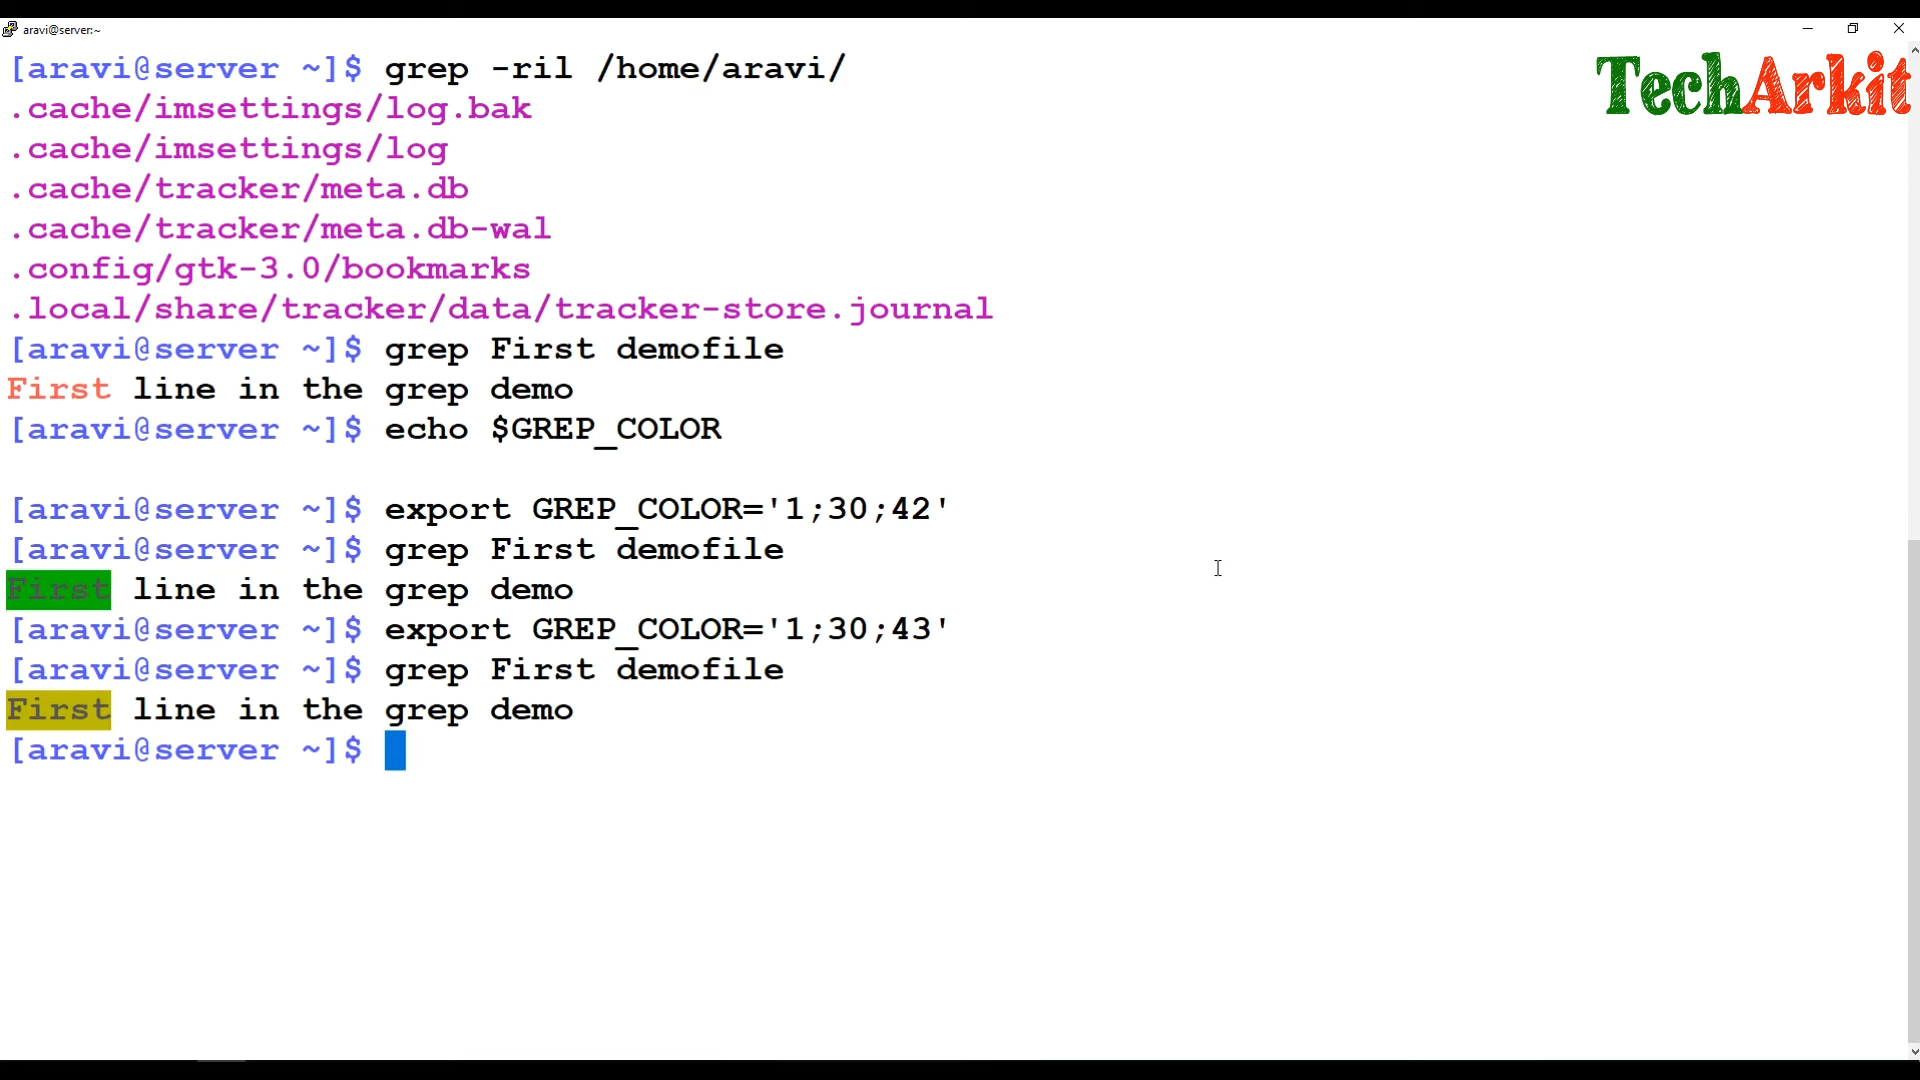 aravi@server:~
TechArkit
[aravi@server ~]$ grep -ril /home/aravi/
.cache/imsettings/log.bak
.cache/imsettings/log
.cache/tracker/meta.db
.cache/tracker/meta.db-wal
.config/gtk-3.0/bookmarks
.local/share/tracker/data/tracker-store.journal
[aravi@server ~]$ grep First demofile
First line in the grep demo
[aravi@server ~]$ echo $GREP_COLOR
[aravi@server ~]$ export GREP_COLOR='1;30;42'
[aravi@server ~]$ grep First demofile
First line in the grep demo
[aravi@server ~]$ export GREP_COLOR='1;30;43'
[aravi@server ~]$ grep First demofile
First line in the grep demo
[aravi@server ~]$